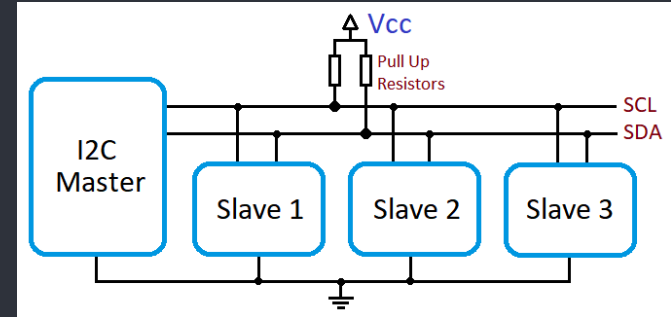 Vcc
Pull Up
Resistors
SCL
SDA
I2C
Master
Slave 1
Slave 2
Slave 3